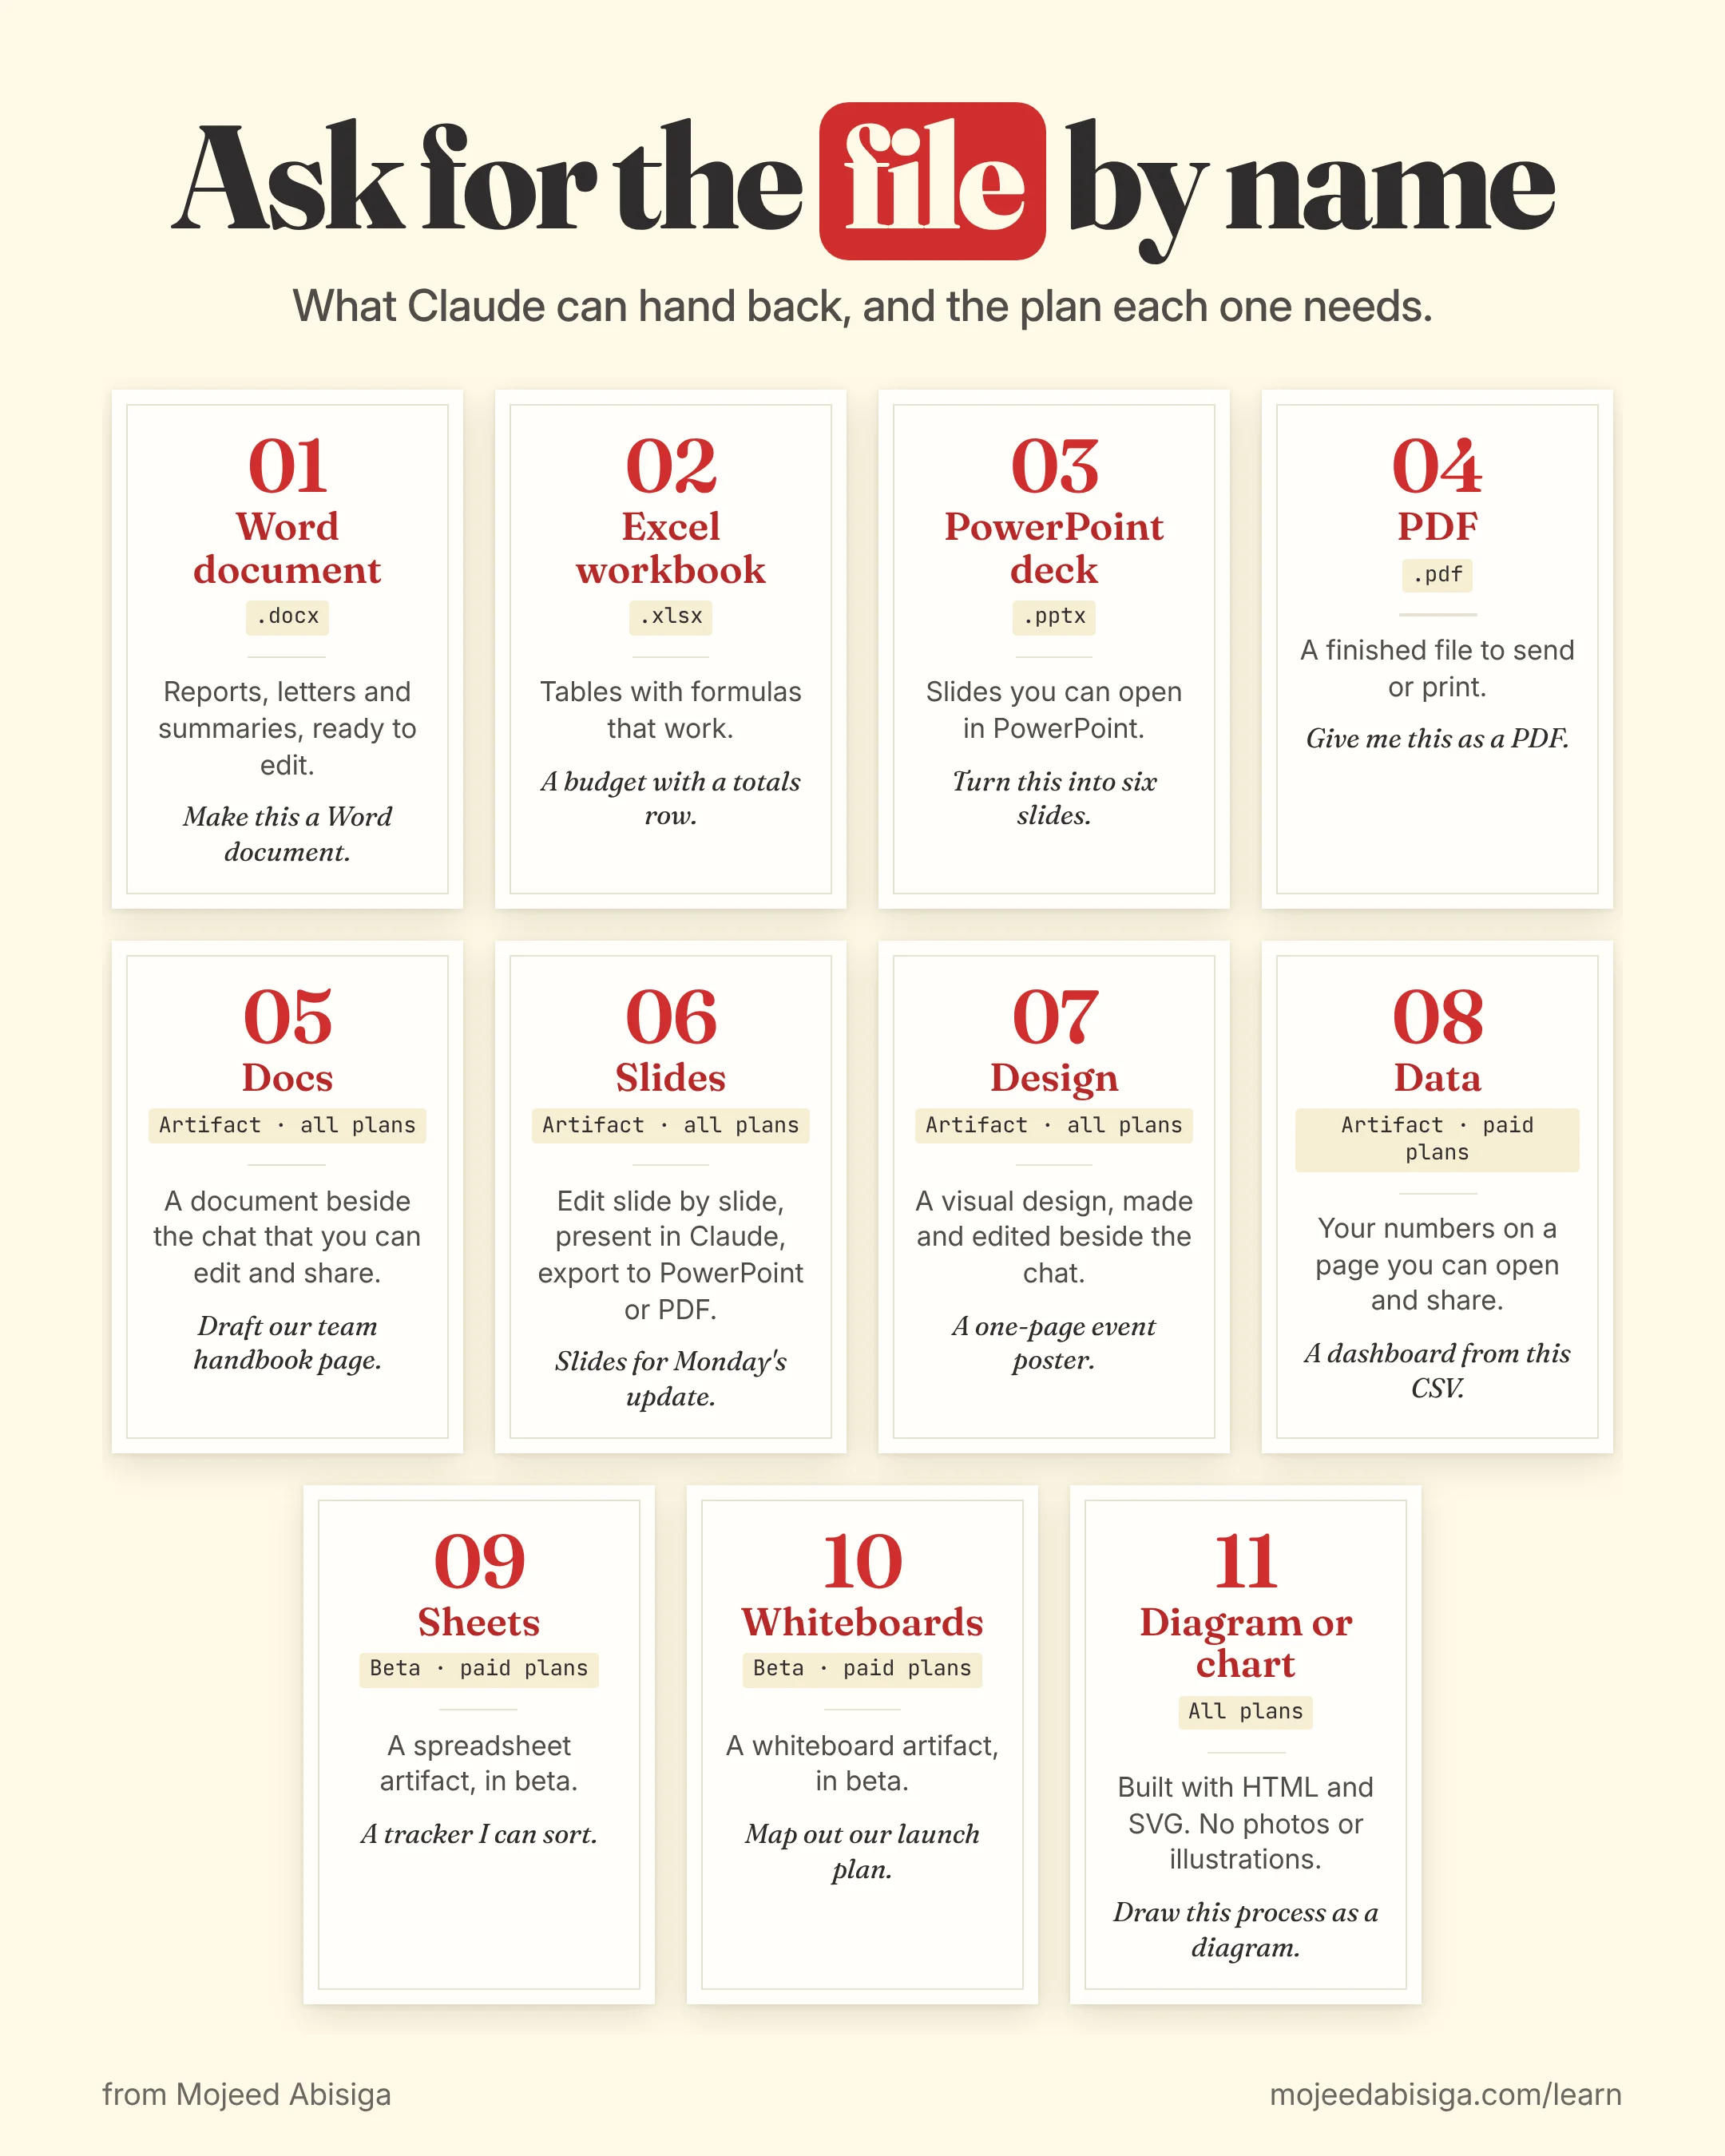 Ask for the file by name
What Claude can hand back, and the plan each one needs.
01
Word
document
.docx
Reports, letters and
summaries, ready to
edit.
Make this a Word
document.
02
Excel
workbook
.xlsx
Tables with formulas
that work.
A budget with a totals
row.
03
PowerPoint
deck
.pptx
Slides you can open
in PowerPoint.
Turn this into six
slides.
04
PDF
.pdf
A finished file to send
or print.
Give me this as a PDF.
05
Docs
Artifact · all plans
A document beside
the chat that you can
edit and share.
Draft our team
handbook page.
06
Slides
Artifact · all plans
Edit slide by slide,
present in Claude,
export to PowerPoint
or PDF.
Slides for Monday's
update.
07
Design
Artifact · all plans
A visual design, made
and edited beside the
chat.
A one-page event
poster.
08
Data
Artifact · paid
plans
Your numbers on a
page you can open
and share.
A dashboard from this
CSV.
09
Sheets
Beta · paid plans
A spreadsheet
artifact, in beta.
A tracker I can sort.
10
Whiteboards
Beta · paid plans
A whiteboard artifact,
in beta.
Map out our launch
plan.
11
Diagram or
chart
All plans
Built with HTML and
SVG. No photos or
illustrations.
Draw this process as a
diagram.
from Mojeed Abisiga
mojeedabisiga.com/learn